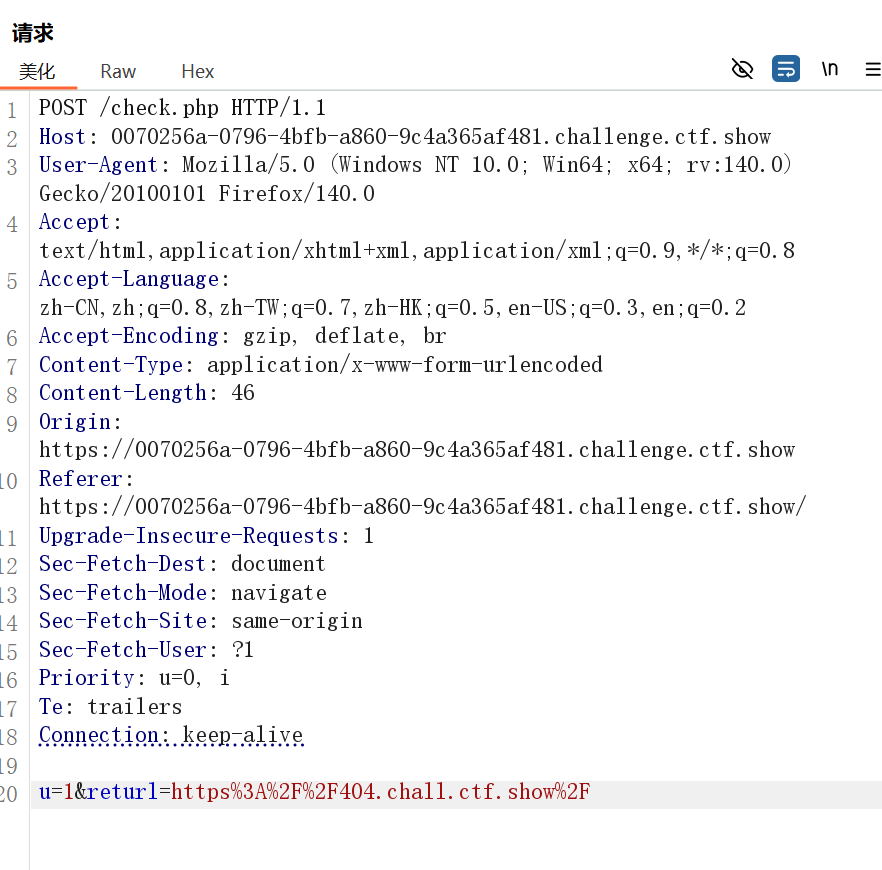 请求
美化 Raw Hex \n
1 POST /check.php HTTP/1.1
2 Host: 0070256a-0796-4bfb-a860-9c4a365af481.challenge.ctf.show
3 User-Agent: Mozilla/5.0 (Windows NT 10.0; Win64; x64; rv:140.0)
Gecko/20100101 Firefox/140.0
4 Accept:
text/html,application/xhtml+xml,application/xml;q=0.9,*/*;q=0.8
5 Accept-Language:
zh-CN,zh;q=0.8,zh-TW;q=0.7,zh-HK;q=0.5,en-US;q=0.3,en;q=0.2
6 Accept-Encoding: gzip, deflate, br
7 Content-Type: application/x-www-form-urlencoded
8 Content-Length: 46
9 Origin:
https://0070256a-0796-4bfb-a860-9c4a365af481.challenge.ctf.show
10 Referer:
https://0070256a-0796-4bfb-a860-9c4a365af481.challenge.ctf.show/
11 Upgrade-Insecure-Requests: 1
12 Sec-Fetch-Dest: document
13 Sec-Fetch-Mode: navigate
14 Sec-Fetch-Site: same-origin
15 Sec-Fetch-User: ?1
16 Priority: u=0, i
17 Te: trailers
18 Connection: keep-alive
19
20 u=1&returl=https%3A%2F%2F404.chall.ctf.show%2F